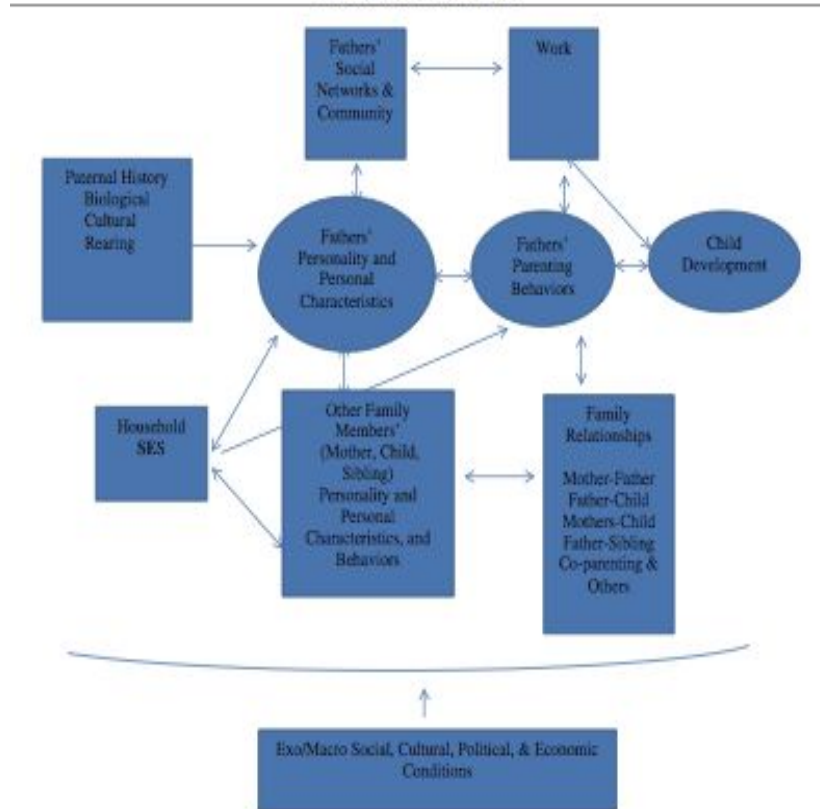 Fathers'
Social
Networks &
Community
Work
Paternal History
Biological
Cultural
Rearing
Fathers'
Personality and
Personal
Characteristics
Fathers'
Parenting
Behaviors
Child
Development
Household
SES
Other Family
Members'
(Mother, Child,
Sibling)
Personality and
Personal
Characteristics, and
Behaviors
Family
Relationships
Mother-Father
Father-Child
Mothers-Child
Father-Sibling
Co-parenting &
Others
Exo/Macro Social, Cultural, Political, & Economic
Conditions